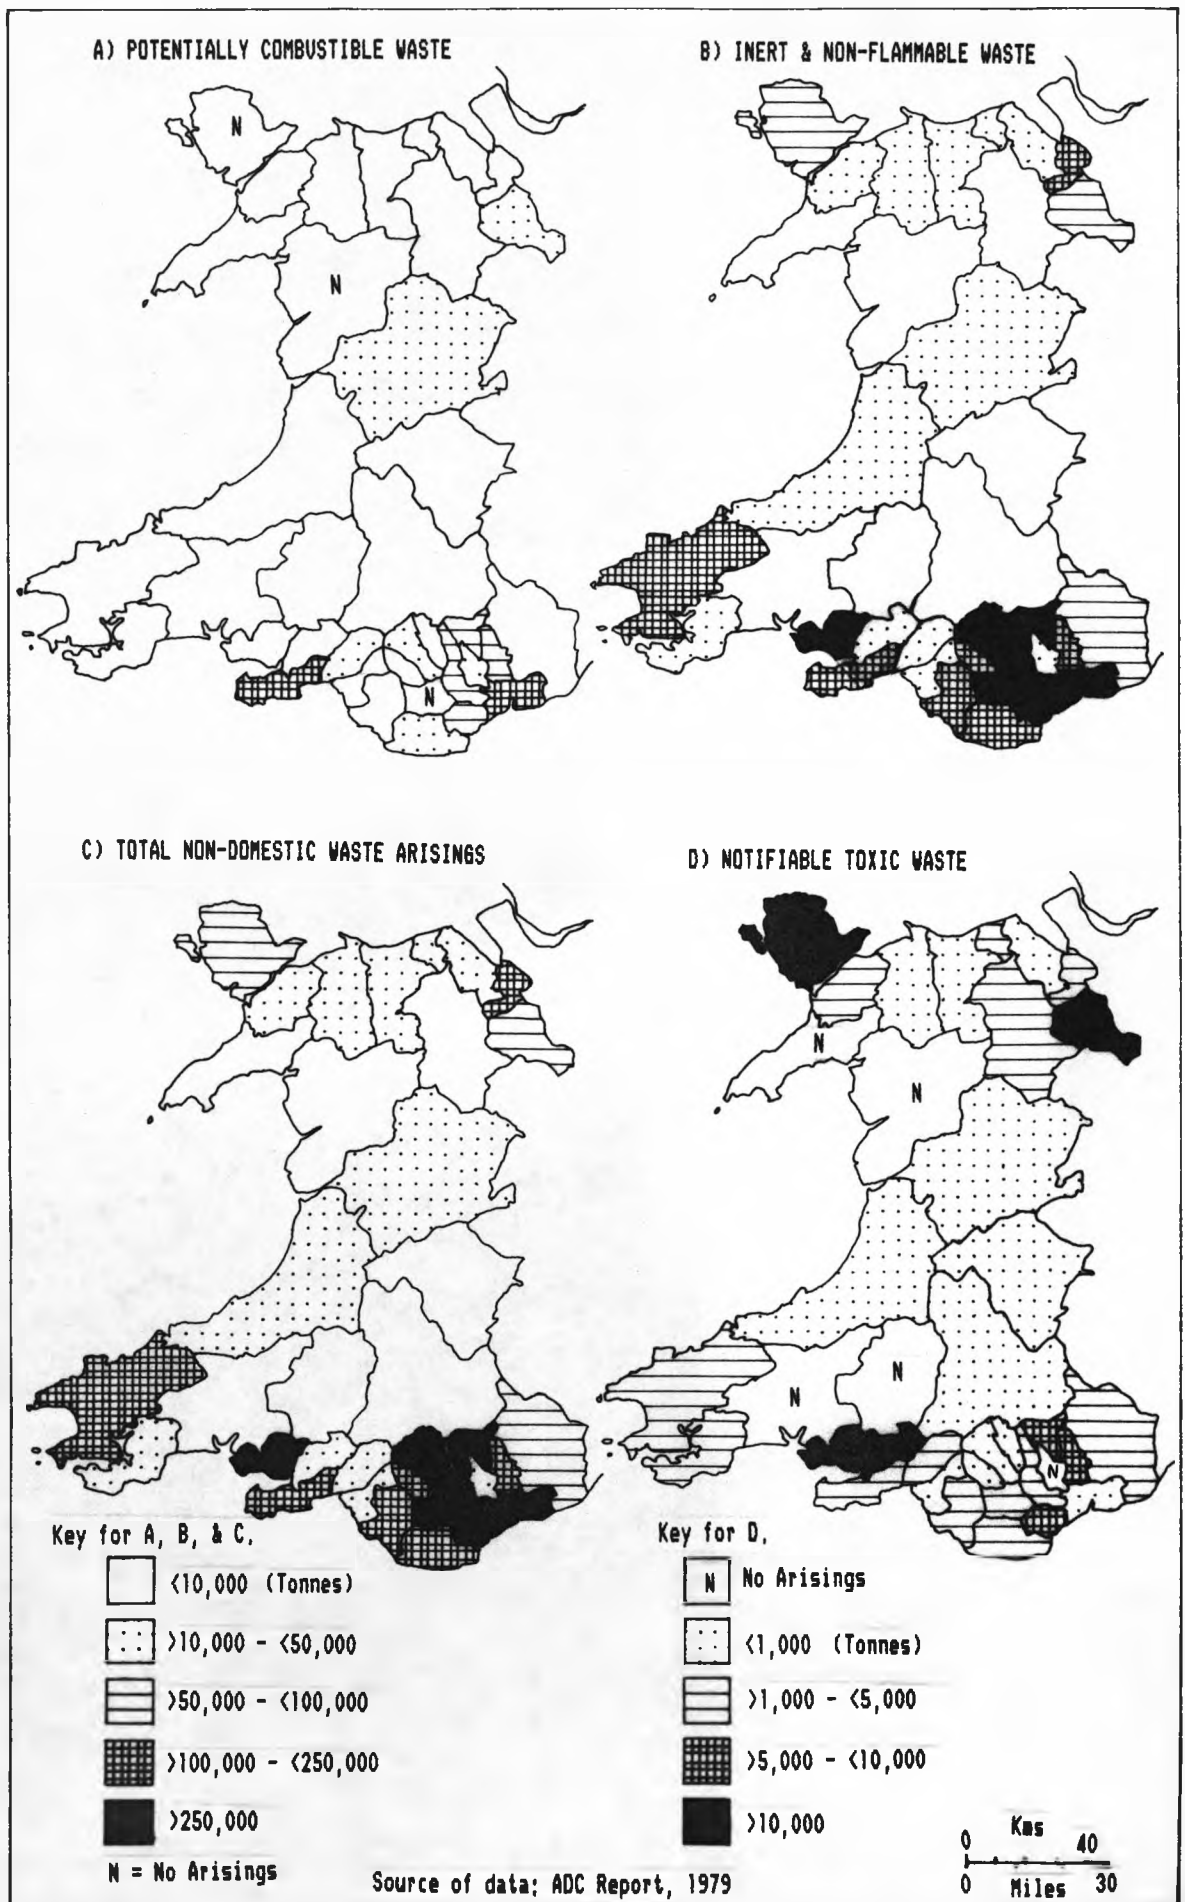 A) POTENTIALLY COMBUSTIBLE WASTE
B) INERT & NON-FLAMMABLE WASTE
N
N
N
C) TOTAL NON-DOMESTIC WASTE ARISINGS
D) NOTIFIABLE TOXIC WASTE
N
N
N
N
N
Key for A, B, & C.
<10,000 (Tonnes)
>10,000 - <50,000
>50,000 - <100,000
>100,000 - <250,000
>250,000
N = No Arisings
Key for D.
N No Arisings
<1,000 (Tonnes)
>1,000 - <5,000
>5,000 - <10,000
>10,000
Kms
0 40
0 30
Miles
Source of data: ADC Report, 1979